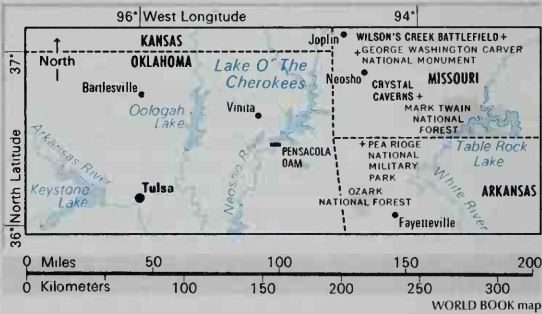 96° West Longitude 94°
KANSAS
Joplin
WILSON'S CREEK BATTLEFIELD
GEORGE WASHINGTON CARVER
NATIONAL MONUMENT
37°
North
OKLAHOMA
Lake O' The
Cherokees
Neosho
CRYSTAL
CAVERNS
MISSOURI
MARK TWAIN
NATIONAL
FOREST
Bartlesville
Oologah
Lake
Vinita
PENSACOLA
OAM
Neosho R.
Arkansas River
Keystone
Lake
Tulsa
PEA RIOGE
NATIONAL
MILITARY
PARK
Table Rock
Lake
White River
ARKANSAS
OZARK
NATIONAL FOREST
Fayetteville
36° North Latitude
0 Miles 50 100 150 200
0 Kilometers 100 150 200 250 300
WORLD BOOK map